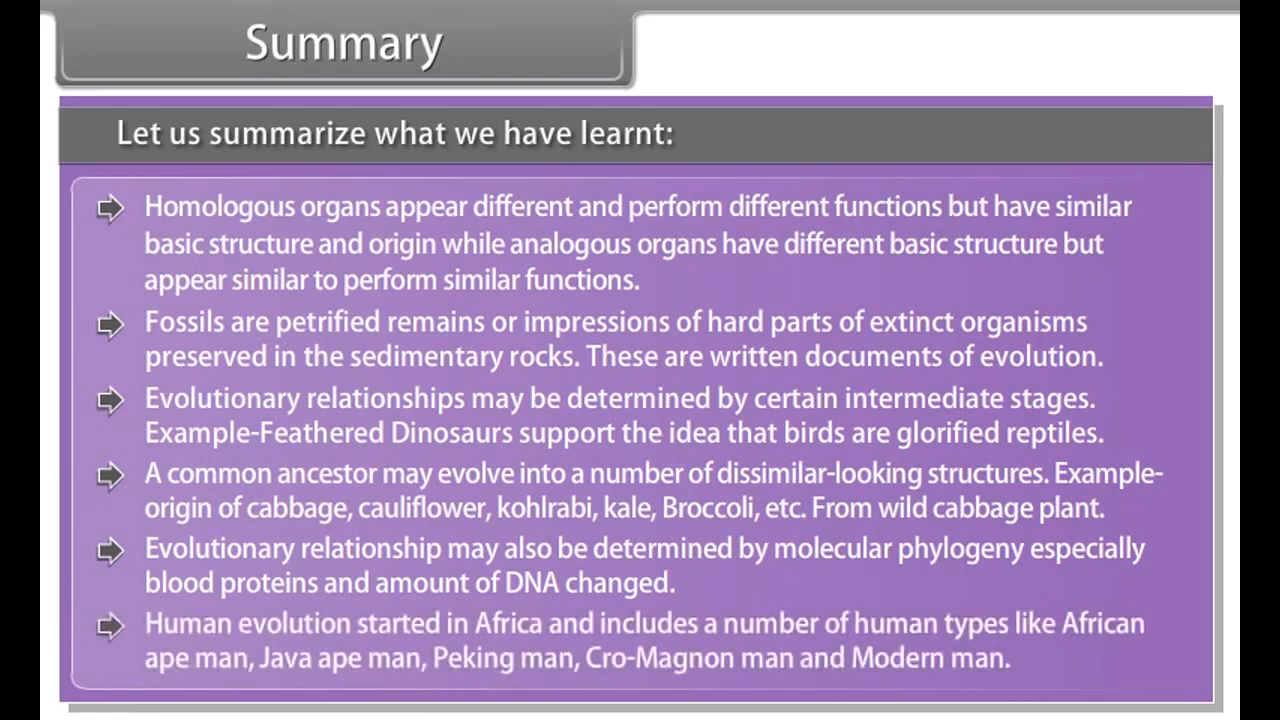 Summary
Let us summarize what we have learnt:
Homologous organs appear different and perform different functions but have similar
basic structure and origin while analogous organs have different basic structure but
appear similar to perform similar functions.
Fossils are petrified remains or impressions of hard parts of extinct organisms
preserved in the sedimentary rocks. These are written documents of evolution.
Evolutionary relationships may be determined by certain intermediate stages.
Example-Feathered Dinosaurs support the idea that birds are glorified reptiles.
A common ancestor may evolve into a number of dissimilar-looking structures. Example-
origin of cabbage, cauliflower, kohlrabi, kale, Broccoli, etc. From wild cabbage plant.
Evolutionary relationship may also be determined by molecular phylogeny especially
blood proteins and amount of DNA changed.
Human evolution started in Africa and includes a number of human types like African
ape man, Java ape man, Peking man, Cro-Magnon man and Modern man.